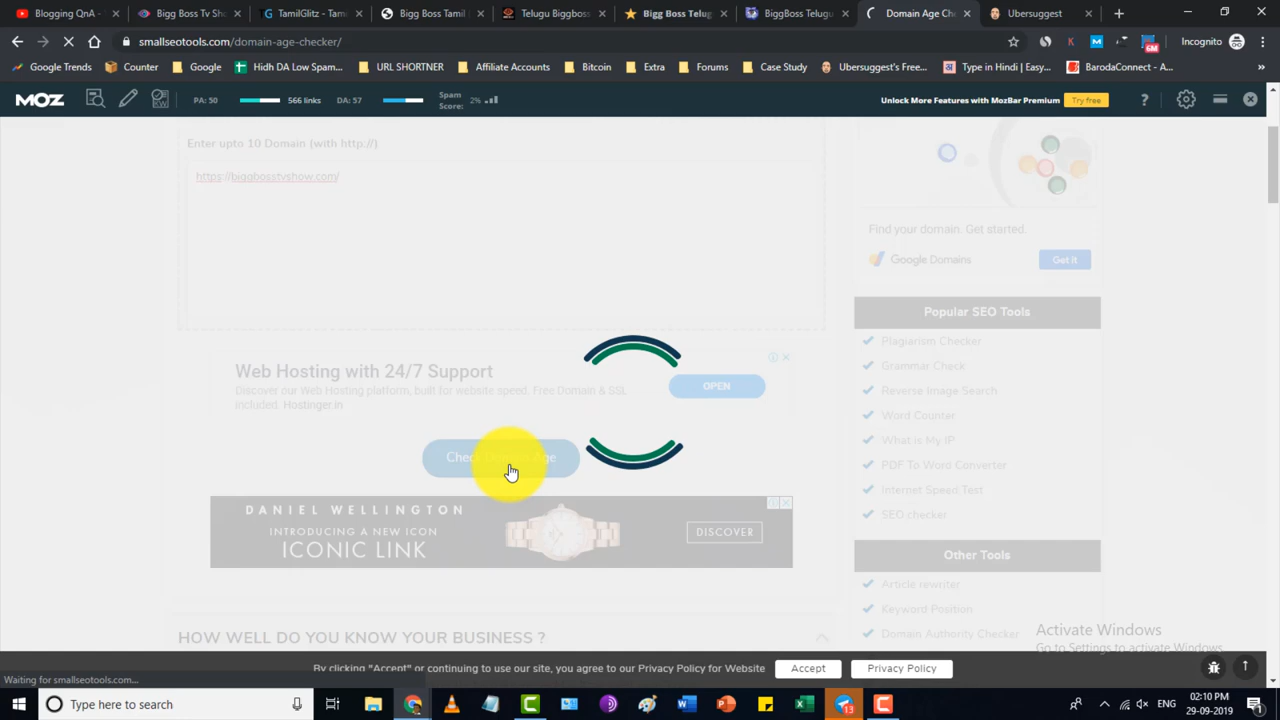 Blogging QnA -
Bigg Boss Tv Sh
TamilGlitz - Tam
Bigg Boss Tamil
Telugu Biggboss
Bigg Boss Telug
BiggBoss Telugu
Domain Age Che
Ubersuggest
smallseotools.com/domain-age-checker/
Incognito
Google Trends
Counter
Google
Hidh DA Low Spam...
URL SHORTNER
Affiliate Accounts
Bitcoin
Extra
Forums
Case Study
Ubersuggest's Free...
Type in Hindi | Eas...
BarodaConnect - A...
MOZ
PA: 50
566 links
DA: 57
Spam
Score:
2%
Unlock More Features with MozBar Premium
Try free
Enter upto 10 Domain (with http://)
https://biggbosstvshow.com/
Find your domain. Get started.
Google Domains
Get it
Web Hosting with 24/7 Support
Discover our Web Hosting platform, built for website speed. Free Domain & SSL
included. Hostinger.in
OPEN
Check Domain Age
DANIEL WELLINGTON
INTRODUCING A NEW ICON
ICONIC LINK
DISCOVER
Popular SEO Tools
Plagiarism Checker
Grammar Check
Reverse Image Search
Word Counter
What is My IP
PDF To Word Converter
Internet Speed Test
SEO checker
Other Tools
Article rewriter
Keyword Position
Domain Authority Checker
HOW WELL DO YOU KNOW YOUR BUSINESS ?
Activate Windows
Go to Settings to activate Windows.
By clicking "Accept" or continuing to use our site, you agree to our Privacy Policy for Website
Accept
Privacy Policy
Waiting for smallseotools.com...
Type here to search
13
ENG
02:10 PM
29-09-2019
1